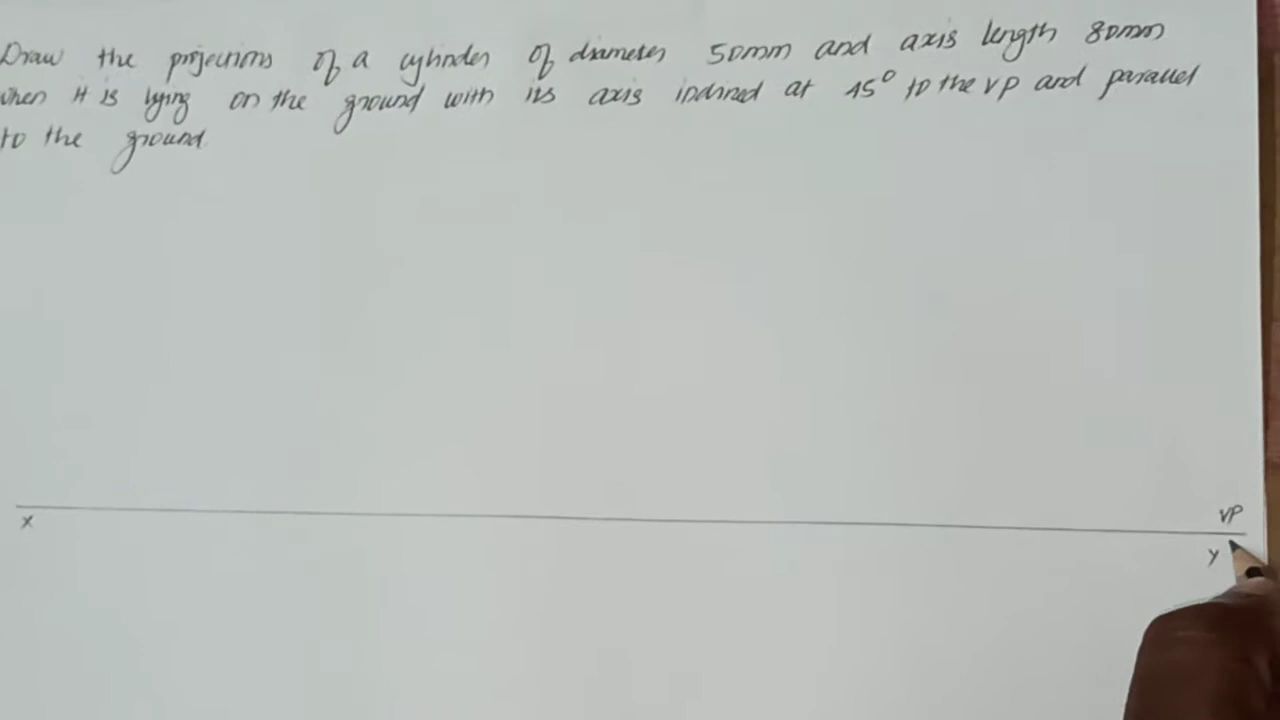 Draw the projections of a cylinder of diameter 50mm and axis length 80mm
when it is lying on the ground with its axis inclined at 45° to the VP and parallel
to the ground
VP
X
Y